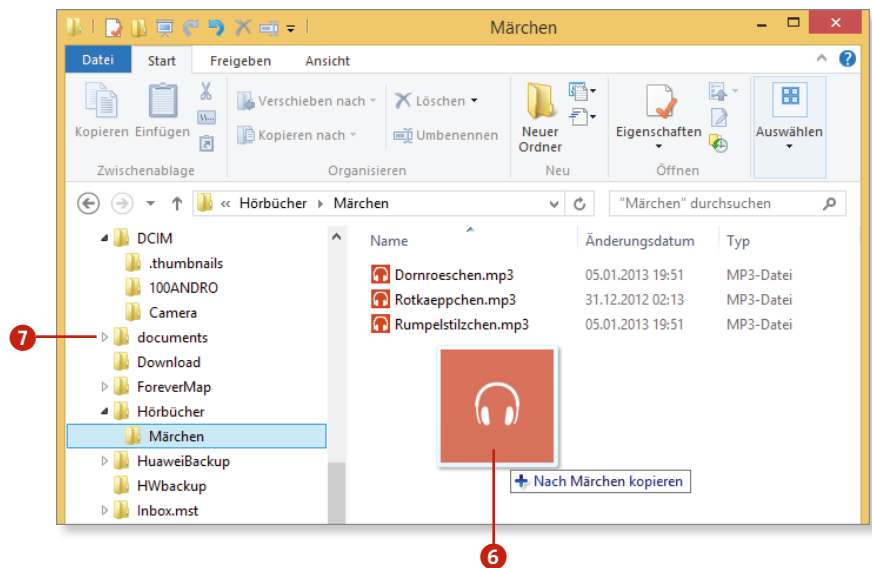 Märchen
Datei Start Freigeben Ansicht
Kopieren Einfügen
W...
Verschieben nach
Kopieren nach
Löschen
Umbenennen
Neuer
Ordner
Eigenschaften
Auswählen
Zwischenablage Organisieren Neu Öffnen
« Hörbücher Märchen
"Märchen" durchsuchen
DCIM
.thumbnails
100ANDRO
Camera
documents
Download
ForeverMap
Hörbücher
Märchen
HuaweiBackup
HWbackup
Inbox.mst
Name Änderungsdatum Typ
Dornroeschen.mp3 05.01.2013 19:51 MP3-Datei
Rotkaeppchen.mp3 31.12.2012 02:13 MP3-Datei
Rumpelstilzchen.mp3 05.01.2013 19:51 MP3-Datei
Nach Märchen kopieren
7
6